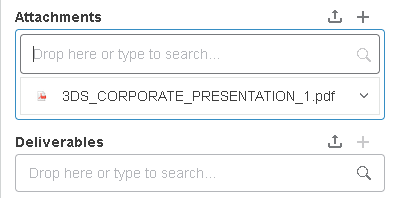 Attachments
Drop here or type to search...
3DS_CORPORATE_PRESENTATION_1.pdf
Deliverables
Drop here or type to search...